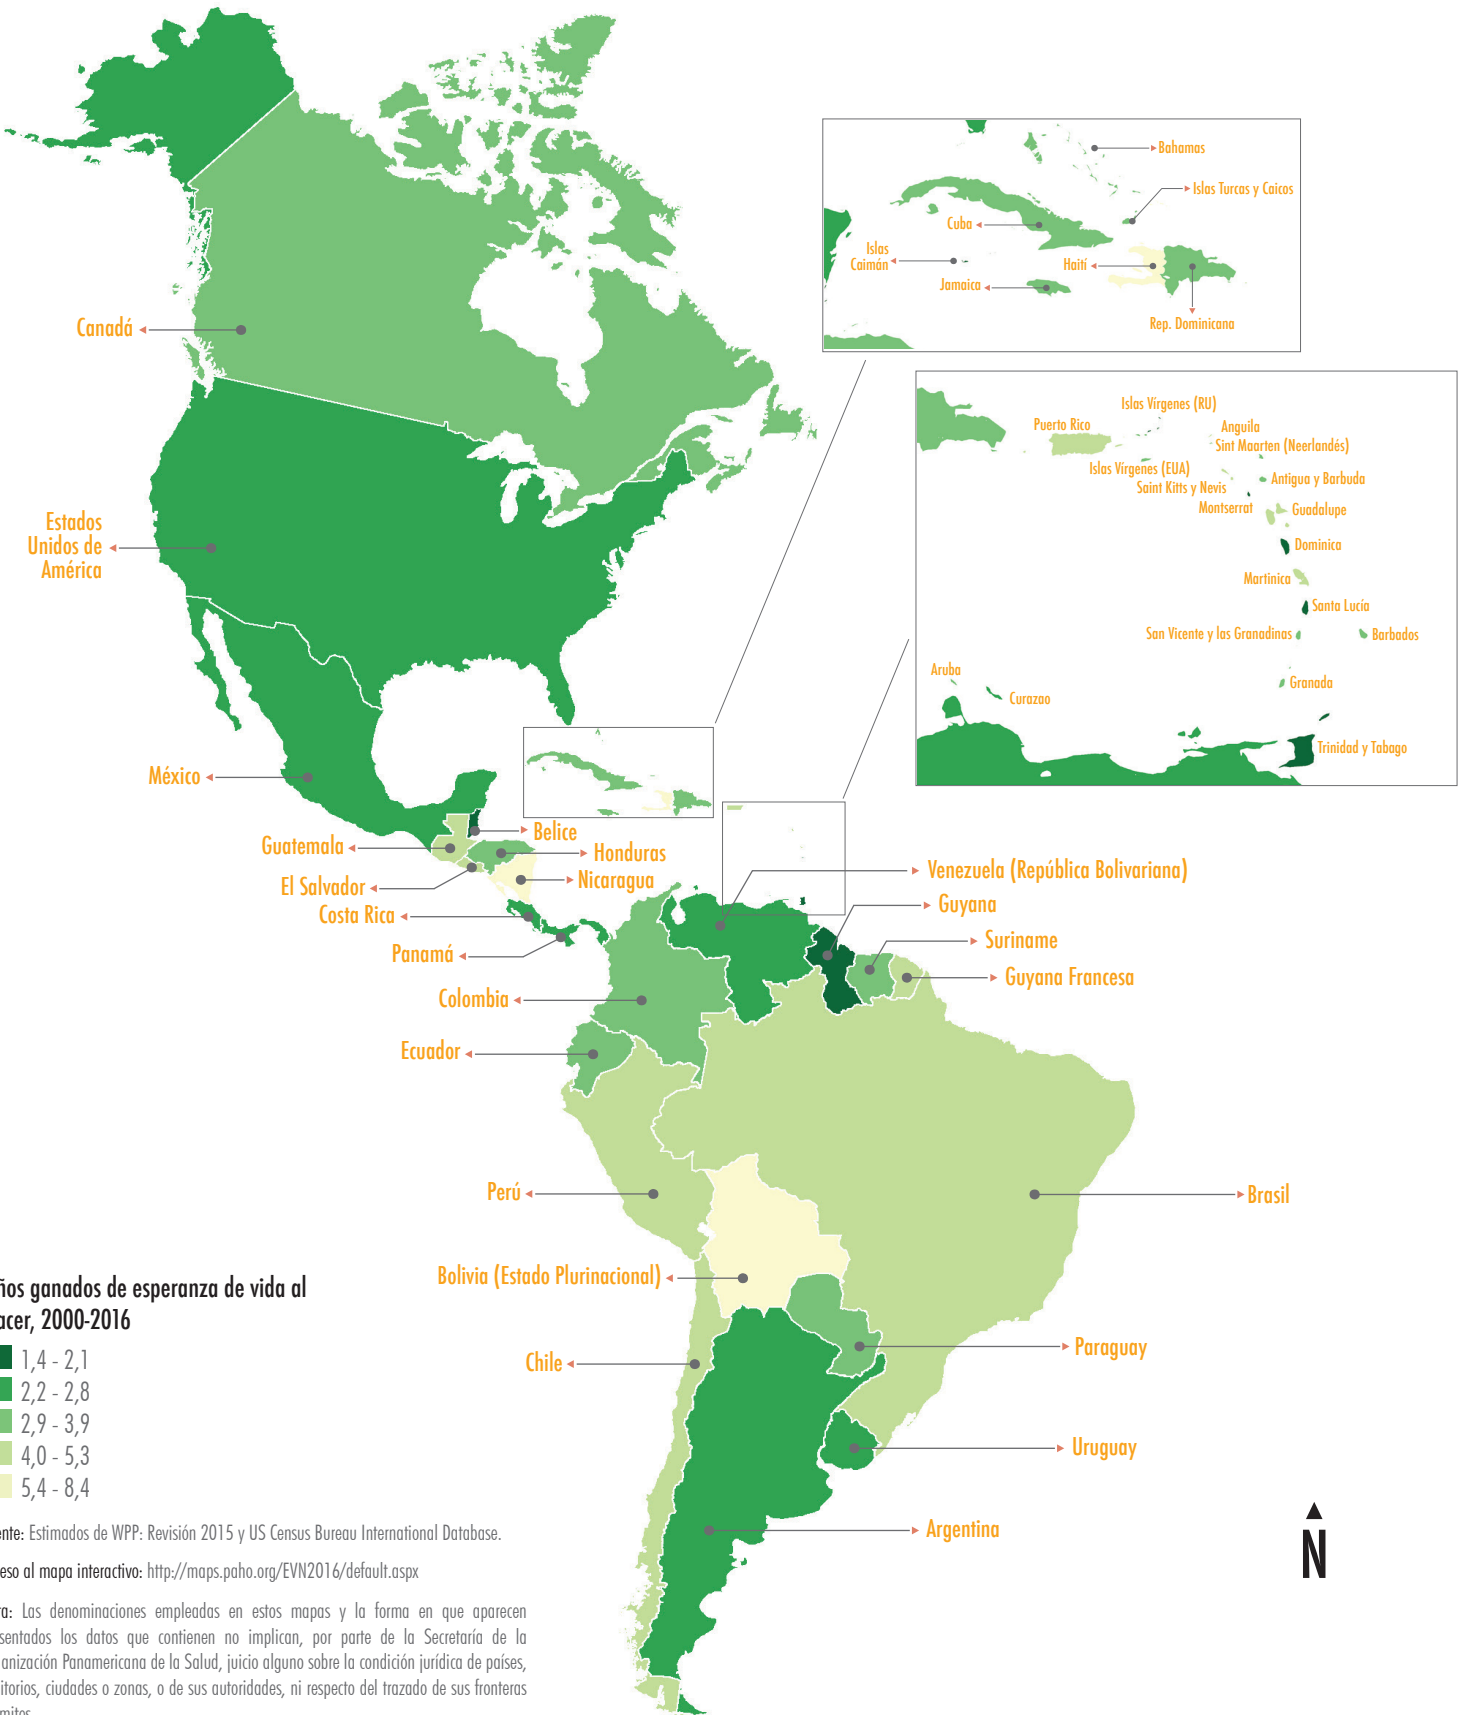 Bahamas
Islas Turcas y Caicos
Cuba
Islas
Caimán
Haití
Jamaica
Rep. Dominicana
Canadá
Islas Vírgenes (RU)
Puerto Rico
Anguila
Sint Maarten (Neerlandés)
Islas Vírgenes (EUA)
Antigua y Barbuda
Saint Kitts y Nevis
Montserrat
Guadalupe
Dominica
Martinica
Santa Lucía
San Vicente y las Granadinas
Barbados
Aruba
Granada
Curazao
Trinidad y Tabago
Estados
Unidos de
América
México
Belice
Guatemala
Honduras
El Salvador
Nicaragua
Costa Rica
Panamá
Venezuela (República Bolivariana)
Guyana
Suriname
Guyana Francesa
Colombia
Ecuador
Perú
Brasil
Bolivia (Estado Plurinacional)
Paraguay
Chile
Uruguay
Argentina
ños ganados de esperanza de vida al
acer, 2000-2016
1,4 - 2,1
2,2 - 2,8
2,9 - 3,9
4,0 - 5,3
5,4 - 8,4
ente: Estimados de WPP: Revisión 2015 y US Census Bureau International Database.
eso al mapa interactivo: http://maps.paho.org/EVN2016/default.aspx
ta: Las denominaciones empleadas en estos mapas y la forma en que aparecen
sentados los datos que contienen no implican, por parte de la Secretaría de la
anización Panamericana de la Salud, juicio alguno sobre la condición jurídica de países,
itorios, ciudades o zonas, o de sus autoridades, ni respecto del trazado de sus fronteras
N